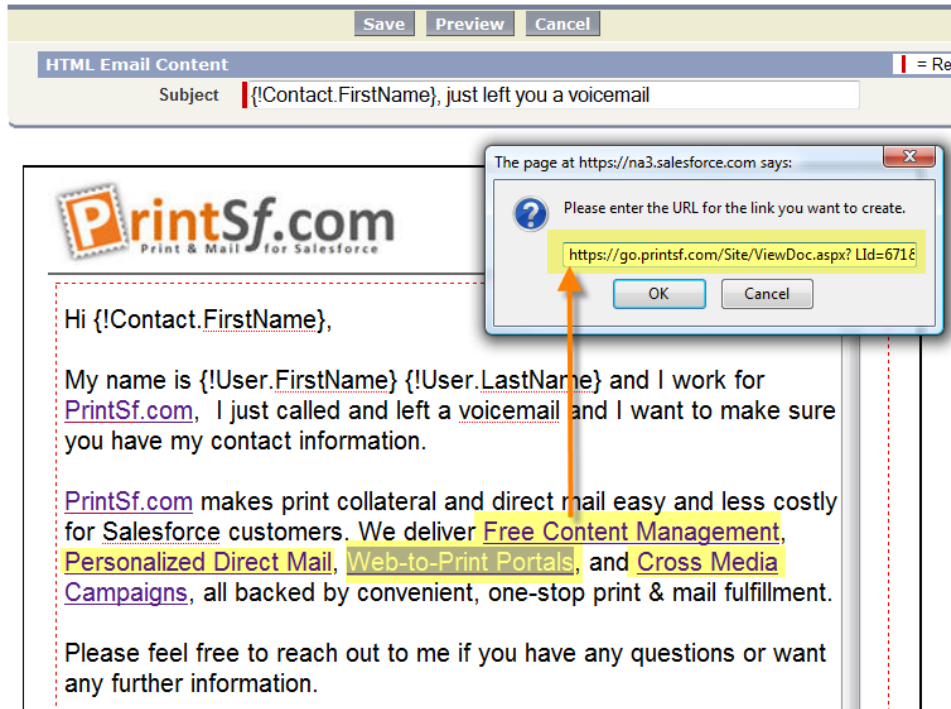 Save Preview Cancel
HTML Email Content
= Re
Subject {!Contact.FirstName}, just left you a voicemail
The page at https://na3.salesforce.com says:
Please enter the URL for the link you want to create.
https://go.printsf.com/Site/ViewDoc.aspx? LId=6718
OK Cancel
PrintSf.com
Print & Mail for Salesforce
Hi {!Contact.FirstName},
My name is {!User.FirstName} {!User.LastName} and I work for
PrintSf.com, I just called and left a voicemail and I want to make sure
you have my contact information.
PrintSf.com makes print collateral and direct mail easy and less costly
for Salesforce customers. We deliver Free Content Management,
Personalized Direct Mail, Web-to-Print Portals, and Cross Media
Campaigns, all backed by convenient, one-stop print & mail fulfillment.
Please feel free to reach out to me if you have any questions or want
any further information.